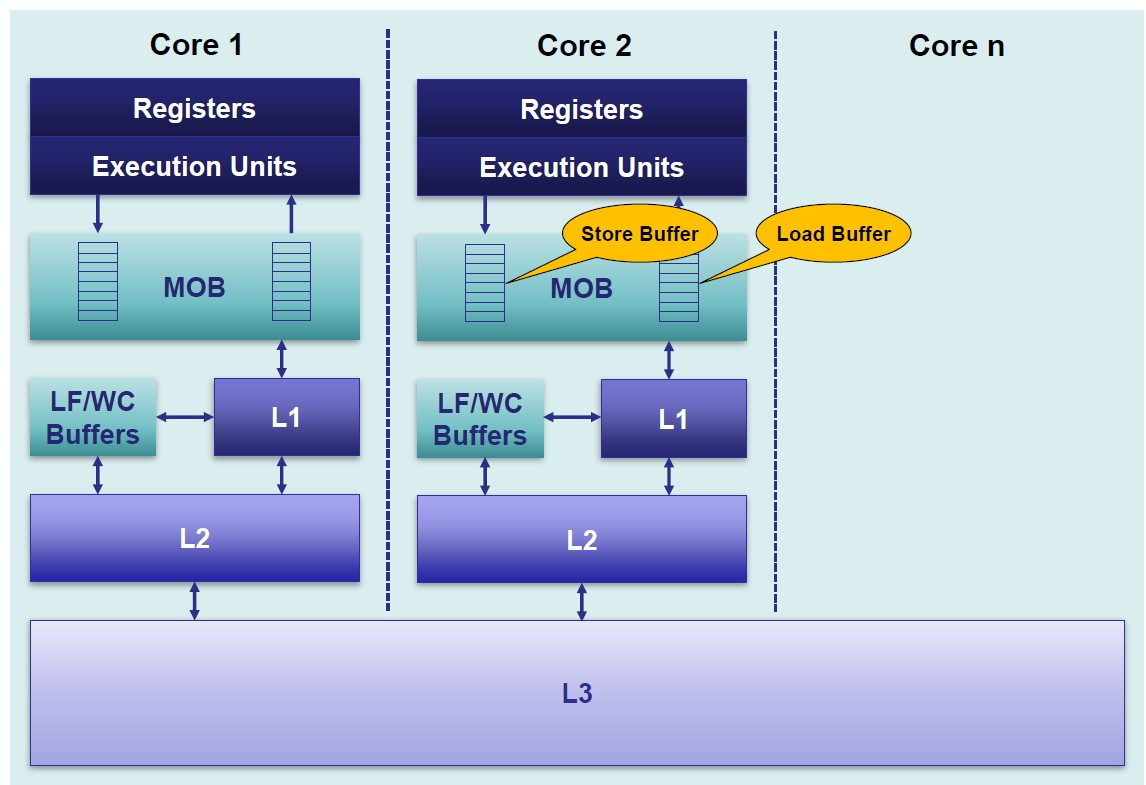 Core 1
Core 2
Core n
Registers
Registers
Execution Units
Execution Units
Store Buffer
Load Buffer
MOB
MOB
LF/WC
Buffers
L1
LF/WC
Buffers
L1
L2
L2
L3